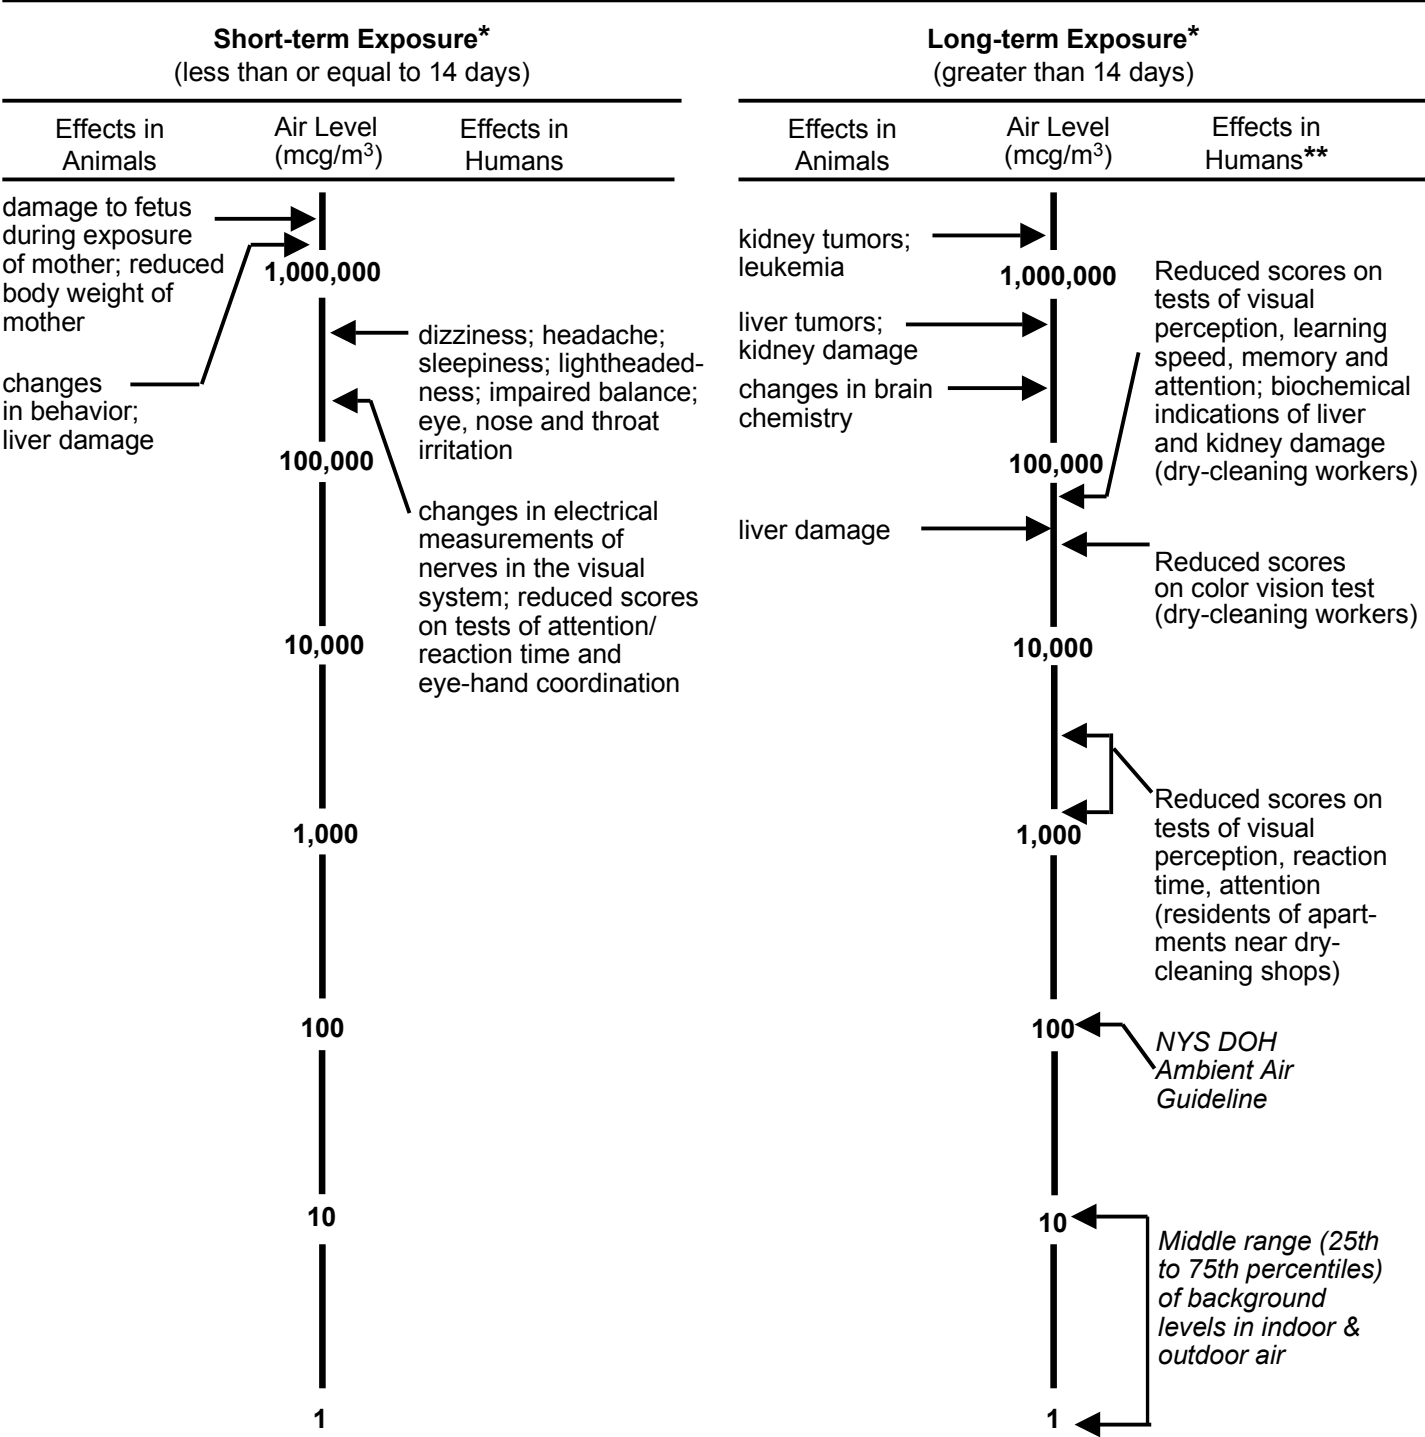 Short-term Exposure*
(less than or equal to 14 days)
Effects in
Animals
Air Level
(mcg/m³)
Effects in
Humans
damage to fetus
during exposure
of mother; reduced
body weight of
mother
changes
in behavior;
liver damage
1,000,000
100,000
10,000
1,000
100
10
1
dizziness; headache;
sleepiness; lightheaded-
ness; impaired balance;
eye, nose and throat
irritation
changes in electrical
measurements of
nerves in the visual
system; reduced scores
on tests of attention/
reaction time and
eye-hand coordination
Long-term Exposure*
(greater than 14 days)
Effects in
Animals
Air Level
(mcg/m³)
Effects in
Humans**
kidney tumors;
leukemia
liver tumors;
kidney damage
changes in brain
chemistry
liver damage
1,000,000
100,000
10,000
1,000
100
10
1
Reduced scores on
tests of visual
perception, learning
speed, memory and
attention; biochemical
indications of liver
and kidney damage
(dry-cleaning workers)
Reduced scores
on color vision test
(dry-cleaning workers)
Reduced scores on
tests of visual
perception, reaction
time, attention
(residents of apart-
ments near dry-
cleaning shops)
NYS DOH
Ambient Air
Guideline
Middle range (25th
to 75th percentiles)
of background
levels in indoor &
outdoor air